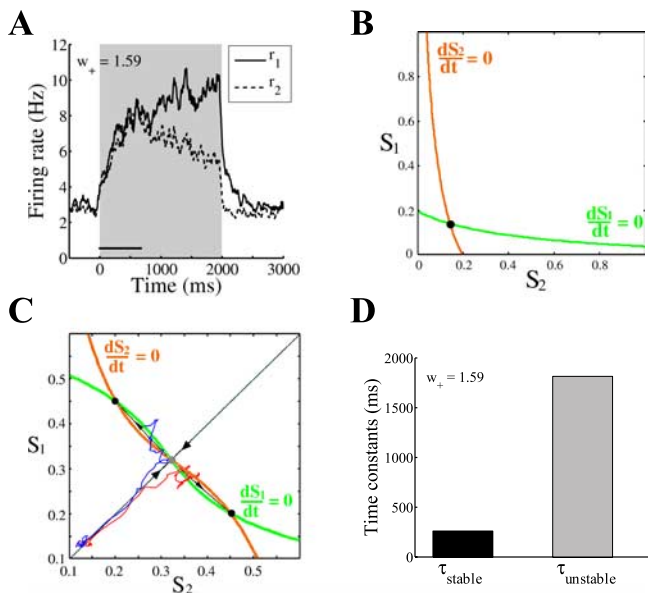 A
w+ = 1.59
r1
r2
Firing rate (Hz)
12
10
8
6
4
2
0
0 1000 2000 3000
Time (ms)
B
dS2/dt = 0
dS1/dt = 0
S1
0.8
0.6
0.4
0.2
0
0 0.2 0.4 0.6 0.8
S2
C
dS2/dt = 0
dS1/dt = 0
S1
0.5
0.4
0.3
0.2
0.1
0.1 0.2 0.3 0.4 0.5
S2
D
w+ = 1.59
Time constants (ms)
2000
1500
1000
500
0
τstable τunstable